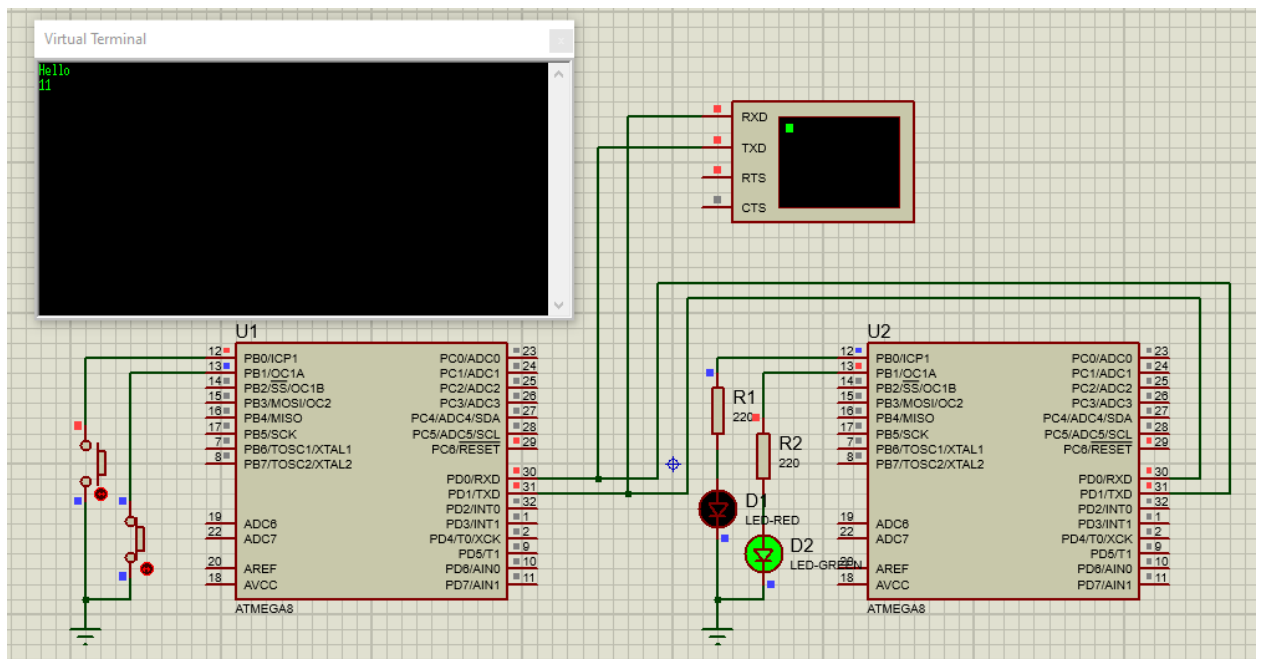 Virtual Terminal
x
Hello
11
RXD
TXD
RTS
CTS
U1
12 PB0/ICP1 PC0/ADC0 23
13 PB1/OC1A PC1/ADC1 24
14 PB2/SS/OC1B PC2/ADC2 25
15 PB3/MOSI/OC2 PC3/ADC3 26
16 PB4/MISO PC4/ADC4/SDA 27
17 PB5/SCK PC5/ADC5/SCL 28
7 PB6/TOSC1/XTAL1 PC6/RESET 29
8 PB7/TOSC2/XTAL2
PD0/RXD 30
PD1/TXD 31
PD2/INT0 32
19 ADC6 PD3/INT1 1
22 ADC7 PD4/T0/XCK 2
PD5/T1 9
20 AREF PD6/AIN0 10
18 AVCC PD7/AIN1 11
ATMEGA8
R1
220
R2
220
D1
LED-RED
D2
LED-GREEN
U2
12 PB0/ICP1 PC0/ADC0 23
13 PB1/OC1A PC1/ADC1 24
14 PB2/SS/OC1B PC2/ADC2 25
15 PB3/MOSI/OC2 PC3/ADC3 26
16 PB4/MISO PC4/ADC4/SDA 27
17 PB5/SCK PC5/ADC5/SCL 28
7 PB6/TOSC1/XTAL1 PC6/RESET 29
8 PB7/TOSC2/XTAL2
PD0/RXD 30
PD1/TXD 31
PD2/INT0 32
19 ADC6 PD3/INT1 1
22 ADC7 PD4/T0/XCK 2
PD5/T1 9
20 AREF PD6/AIN0 10
18 AVCC PD7/AIN1 11
ATMEGA8